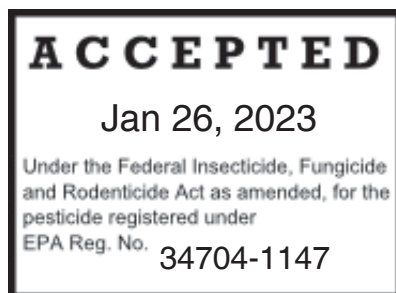 ACCEPTED
Jan 26, 2023
Under the Federal Insecticide, Fungicide
and Rodenticide Act as amended, for the
pesticide registered under
EPA Reg. No. 34704-1147